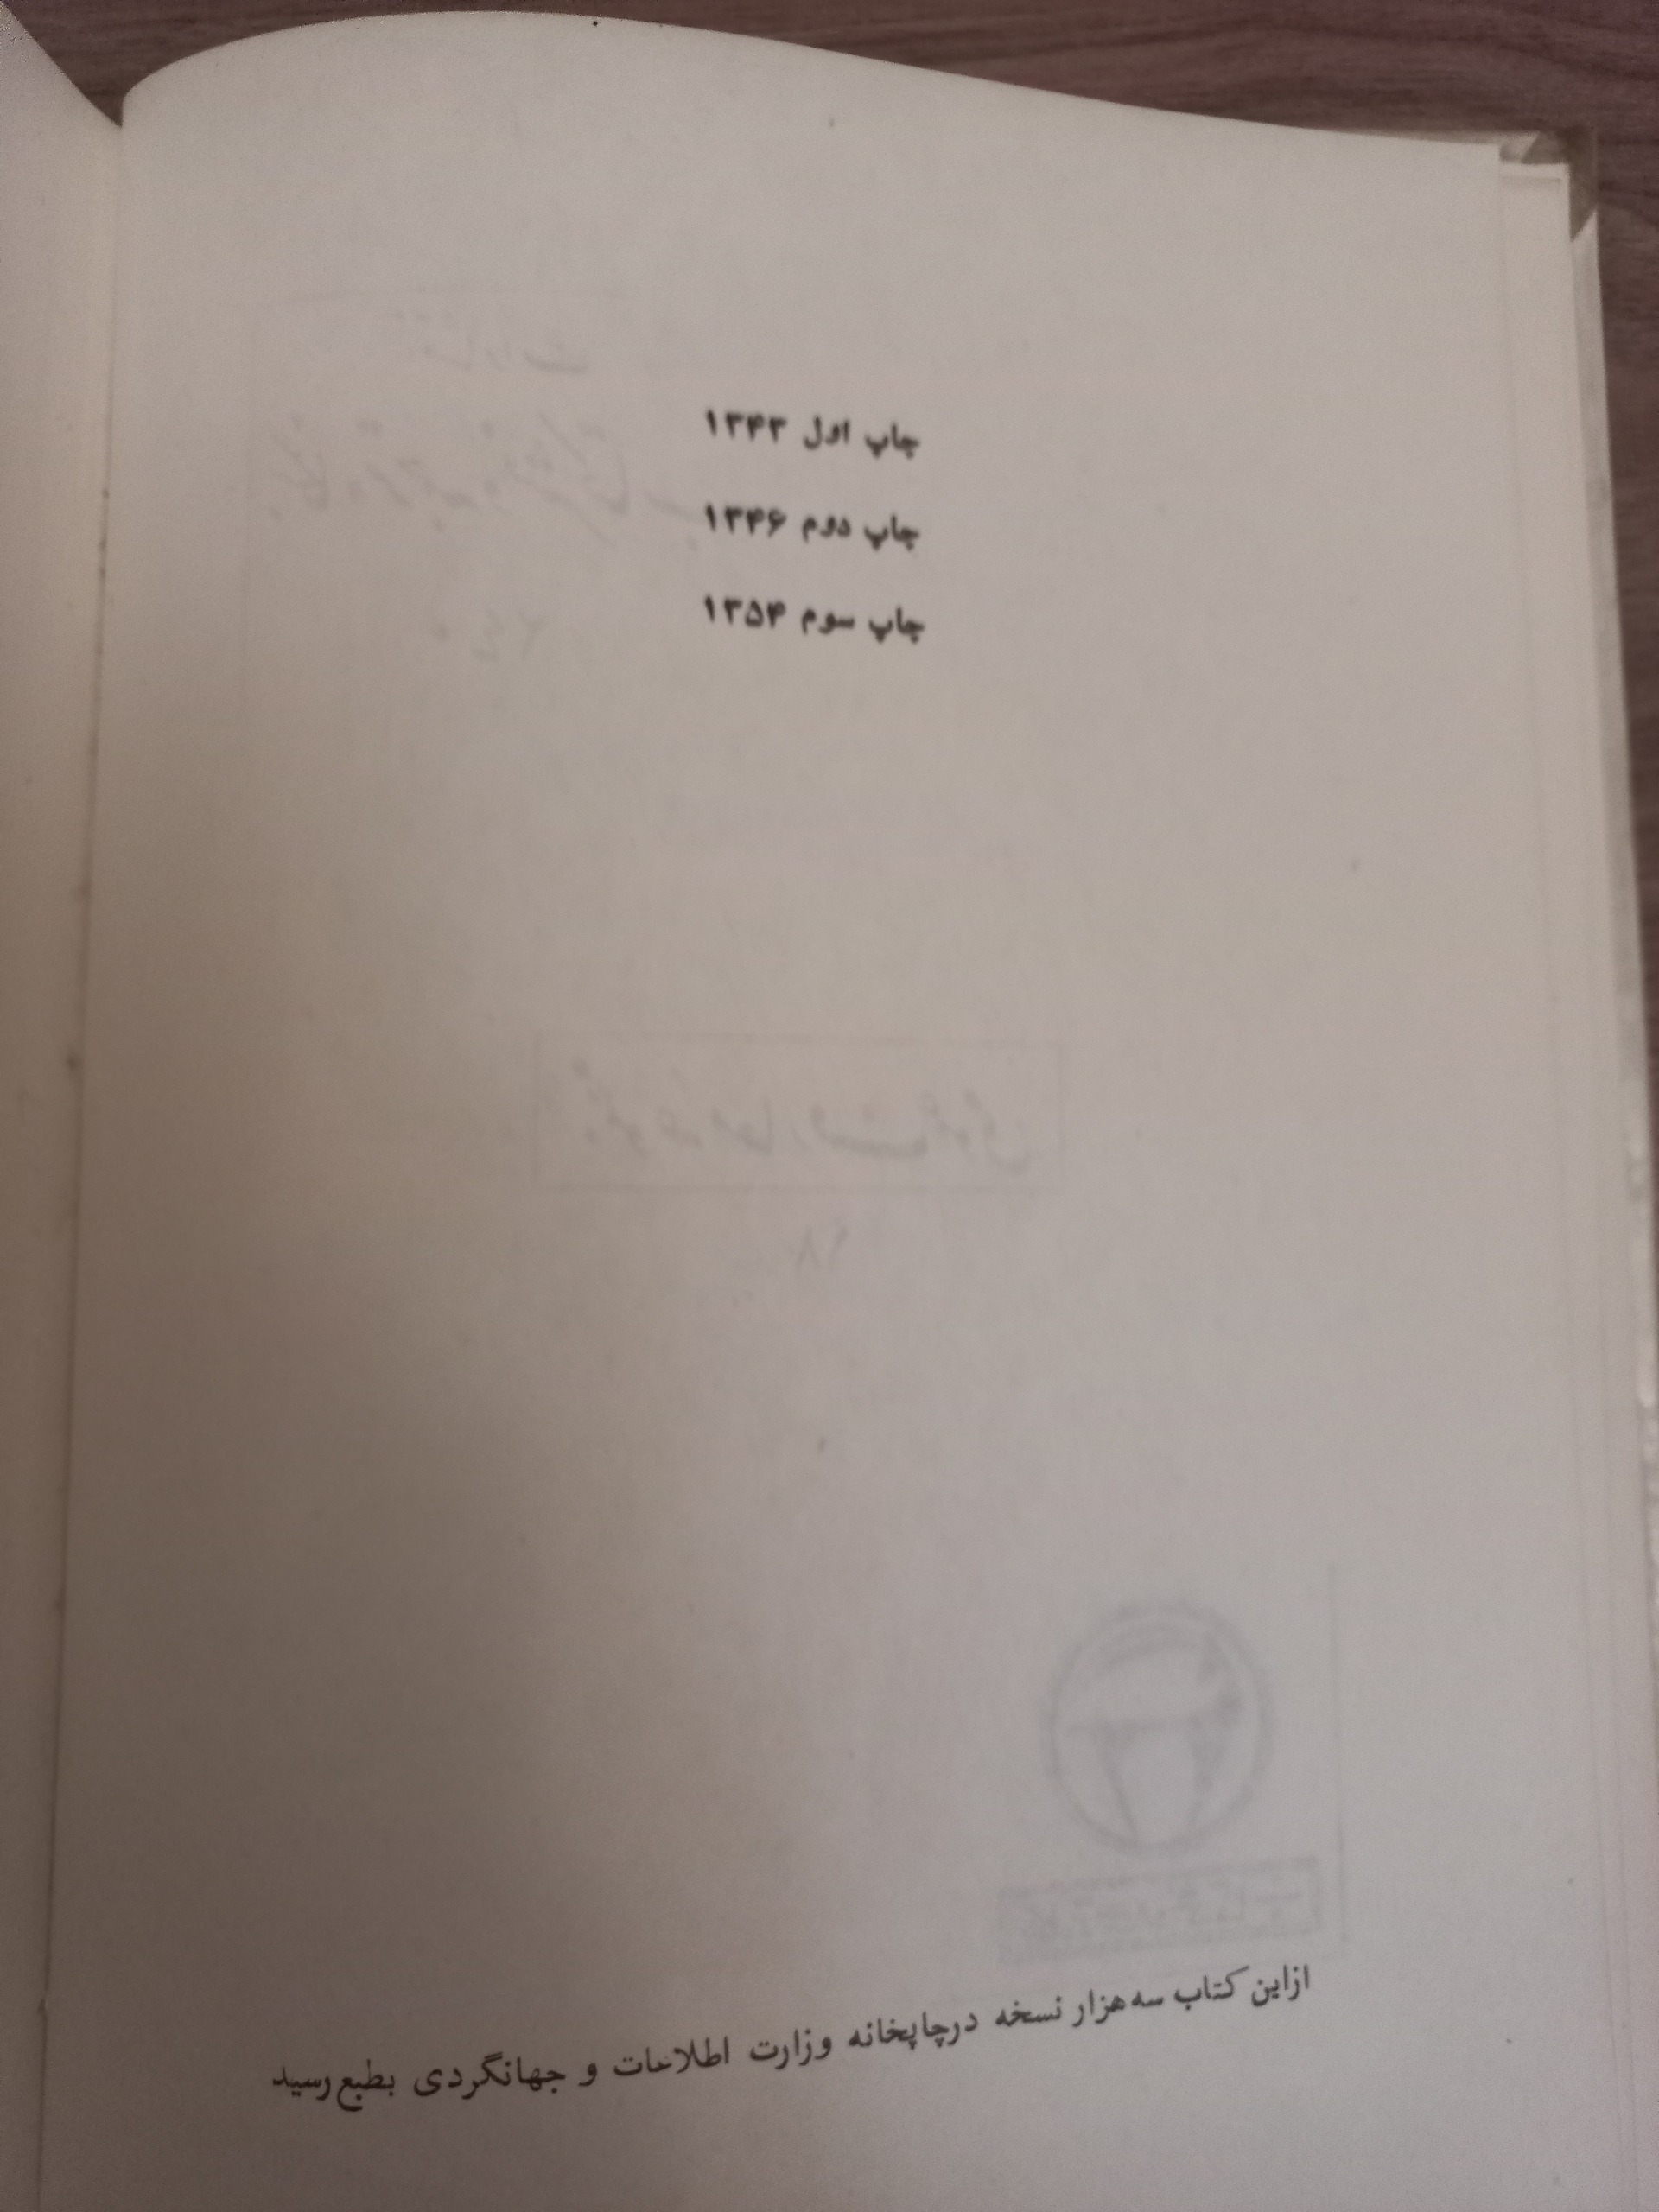 چاپ اول ۱۳۴۳
چاپ دوم ۱۳۴۶
چاپ سوم ۱۳۵۴
ازاین کتاب سه هزار نسخه درچاپخانه وزارت اطلاعات و جهانگردی بطبع رسید